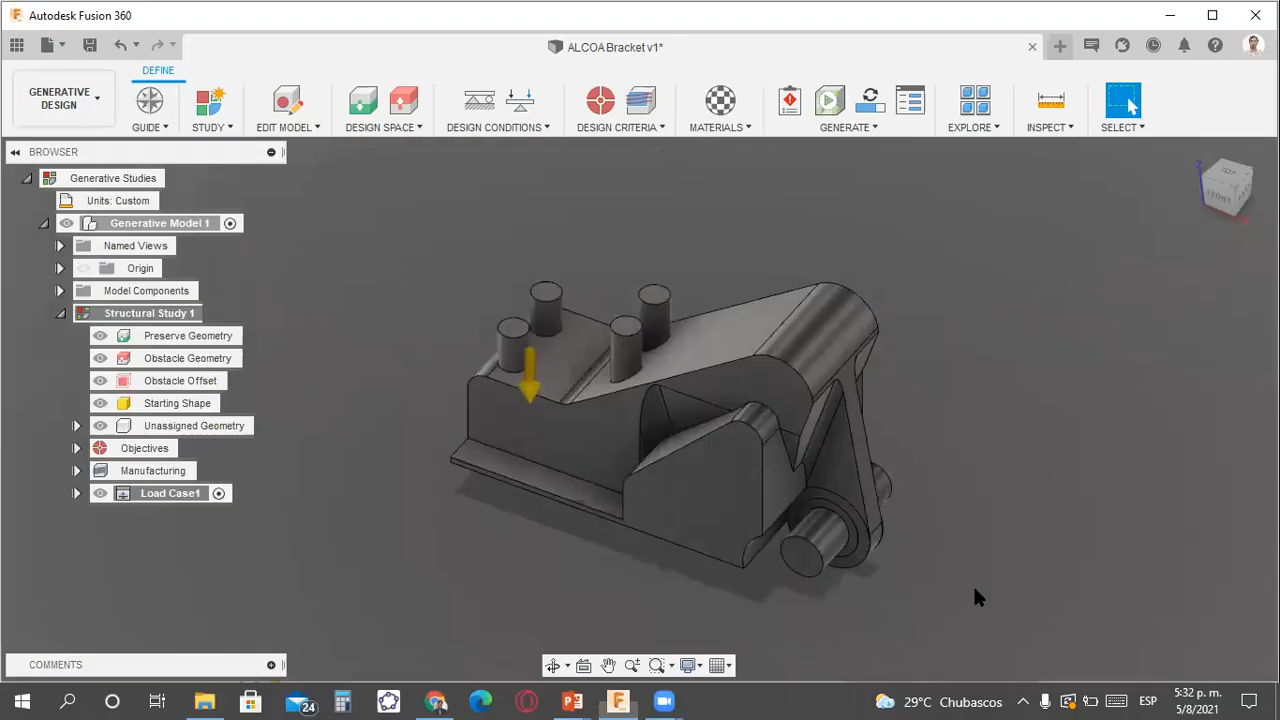 Autodesk Fusion 360
ALCOA Bracket v1*
GENERATIVE
DESIGN
DEFINE
GUIDE
STUDY
EDIT MODEL
DESIGN SPACE
DESIGN CONDITIONS
DESIGN CRITERIA
MATERIALS
GENERATE
EXPLORE
INSPECT
SELECT
BROWSER
Generative Studies
Units: Custom
Generative Model 1
Named Views
Origin
Model Components
Structural Study 1
Preserve Geometry
Obstacle Geometry
Obstacle Offset
Starting Shape
Unassigned Geometry
Objectives
Manufacturing
Load Case1
TOP
FRONT
Z
COMMENTS
24
29°C Chubascos
ESP
5:32 p. m.
5/8/2021